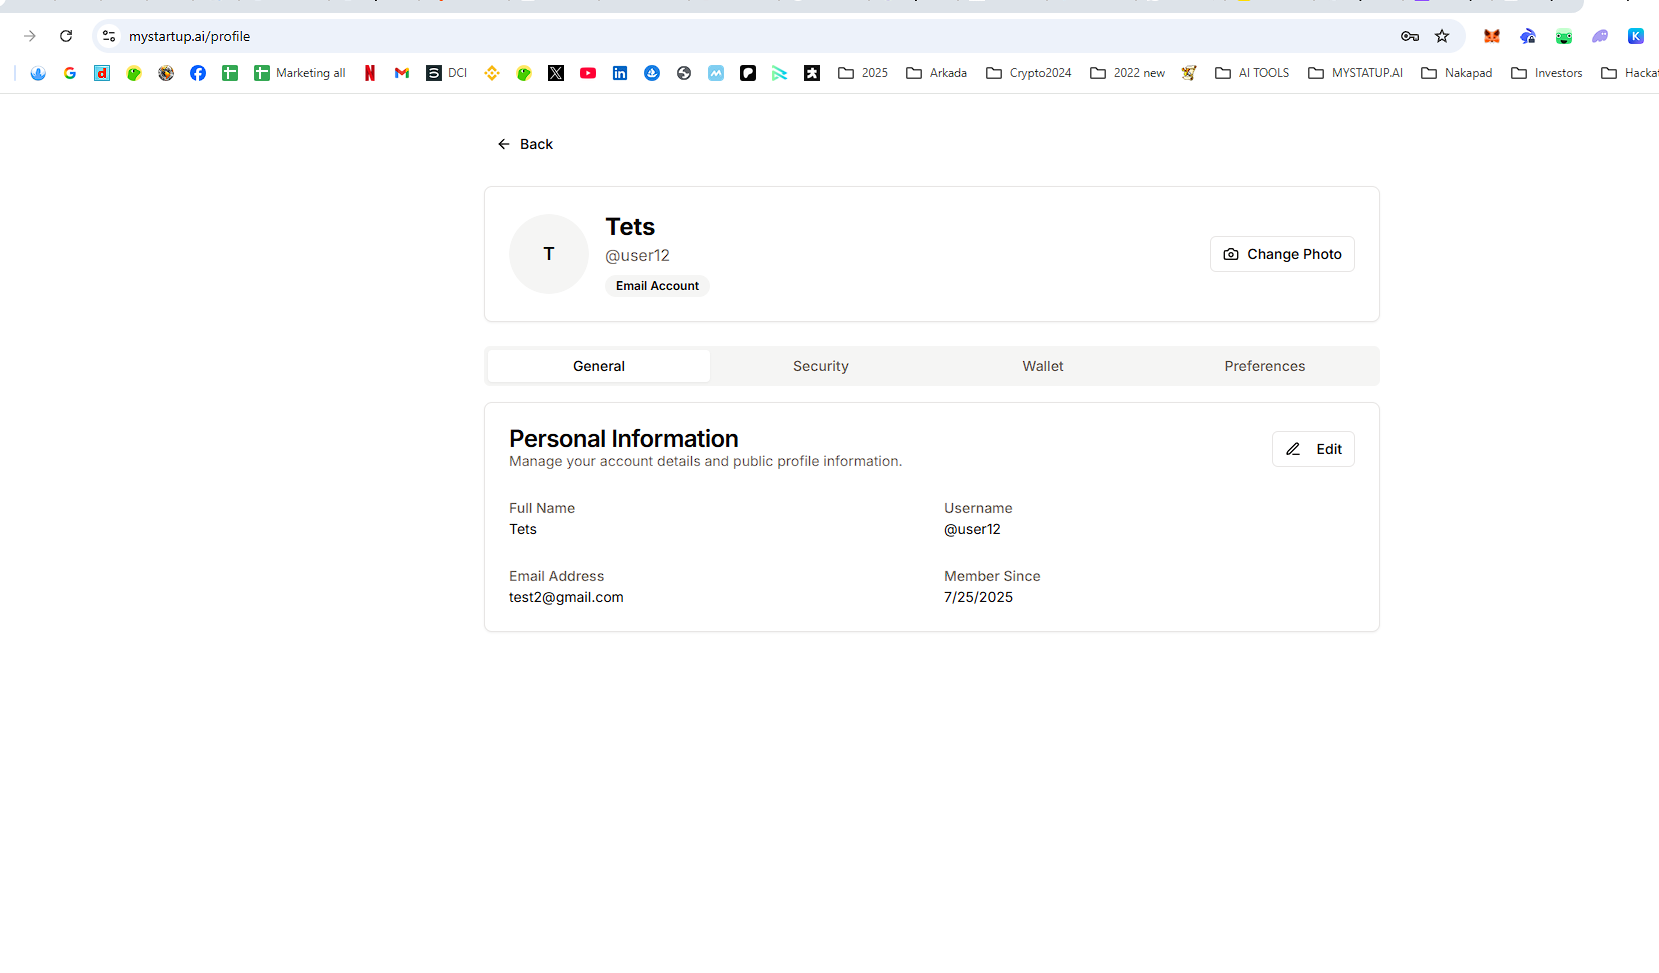 mystartup.ai/profile
Marketing all DCI 2025 Arkada Crypto2024 2022 new AI TOOLS MYSTATUP.AI Nakapad Investors
Back
T
Tets
@user12
Email Account
Change Photo
General Security Wallet Preferences
Personal Information
Manage your account details and public profile information.
Edit
Full Name Username
Tets @user12
Email Address Member Since
test2@gmail.com 7/25/2025